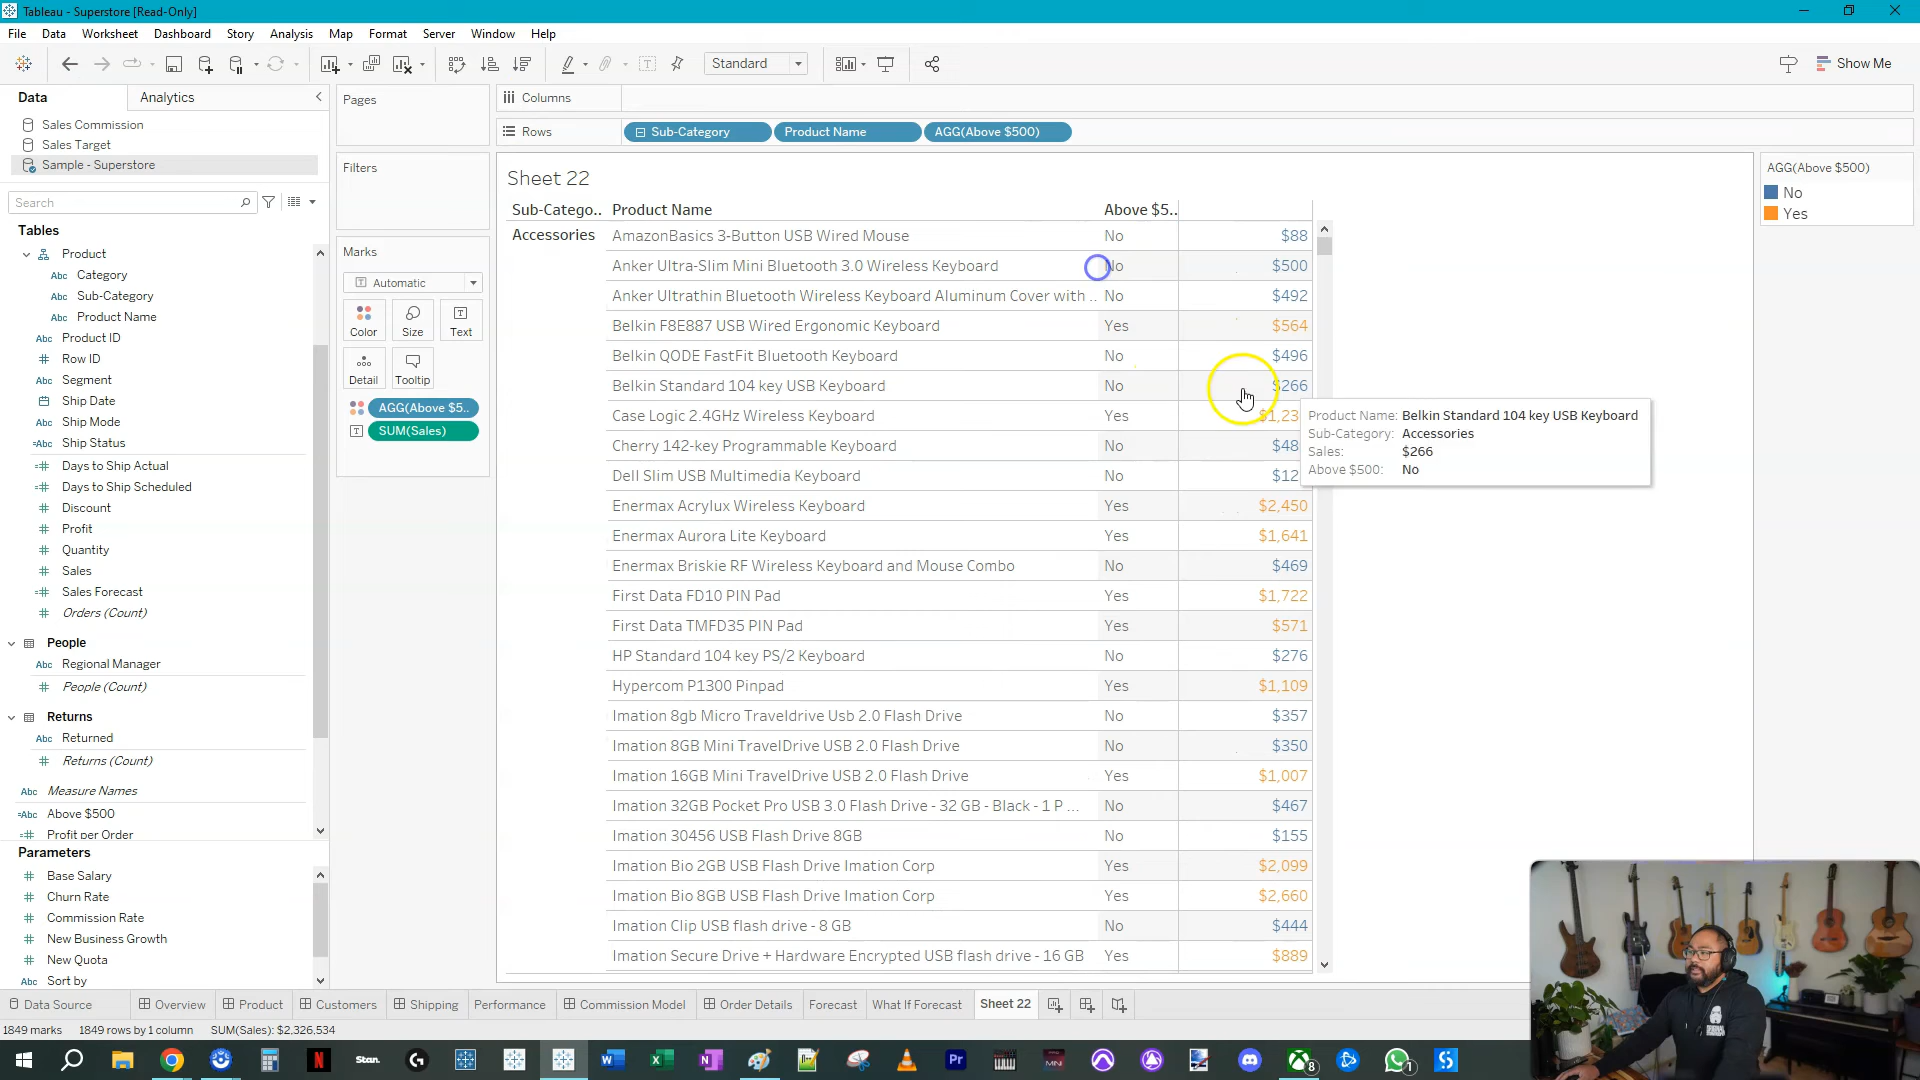 Tableau - Superstore [Read-Only]
File Data Worksheet Dashboard Story Analysis Map Format Server Window Help
Standard
Show Me
Data Analytics
Sales Commission
Sales Target
Sample - Superstore
Search
Tables
Product
Abc Category
Abc Sub-Category
Abc Product Name
Abc Product ID
# Row ID
Abc Segment
Ship Date
Abc Ship Mode
=Abc Ship Status
=# Days to Ship Actual
=# Days to Ship Scheduled
# Discount
# Profit
# Quantity
# Sales
=# Sales Forecast
# Orders (Count)
People
Abc Regional Manager
# People (Count)
Returns
Abc Returned
# Returns (Count)
Abc Measure Names
=Abc Above $500
=# Profit per Order
Parameters
# Base Salary
# Churn Rate
# Commission Rate
# New Business Growth
# New Quota
Abc Sort by
Pages
Filters
Marks
Automatic
Color Size Text
Detail Tooltip
AGG(Above $5..
SUM(Sales)
Columns
Rows Sub-Category Product Name AGG(Above $500)
Sheet 22
Sub-Catego.. Product Name Above $5..
Accessories AmazonBasics 3-Button USB Wired Mouse No $88
Anker Ultra-Slim Mini Bluetooth 3.0 Wireless Keyboard No $500
Anker Ultrathin Bluetooth Wireless Keyboard Aluminum Cover with .. No $492
Belkin F8E887 USB Wired Ergonomic Keyboard Yes $564
Belkin QODE FastFit Bluetooth Keyboard No $496
Belkin Standard 104 key USB Keyboard No $266
Case Logic 2.4GHz Wireless Keyboard Yes
Cherry 142-key Programmable Keyboard No
Dell Slim USB Multimedia Keyboard No
Enermax Acrylux Wireless Keyboard Yes $2,450
Enermax Aurora Lite Keyboard Yes $1,641
Enermax Briskie RF Wireless Keyboard and Mouse Combo No $469
First Data FD10 PIN Pad Yes $1,722
First Data TMFD35 PIN Pad Yes $571
HP Standard 104 key PS/2 Keyboard No $276
Hypercom P1300 Pinpad Yes $1,109
Imation 8gb Micro Traveldrive Usb 2.0 Flash Drive No $357
Imation 8GB Mini TravelDrive USB 2.0 Flash Drive No $350
Imation 16GB Mini TravelDrive USB 2.0 Flash Drive Yes $1,007
Imation 32GB Pocket Pro USB 3.0 Flash Drive - 32 GB - Black - 1 P ... No $467
Imation 30456 USB Flash Drive 8GB No $155
Imation Bio 2GB USB Flash Drive Imation Corp Yes $2,099
Imation Bio 8GB USB Flash Drive Imation Corp Yes $2,660
Imation Clip USB flash drive - 8 GB No $444
Imation Secure Drive + Hardware Encrypted USB flash drive - 16 GB Yes $889
Product Name: Belkin Standard 104 key USB Keyboard
Sub-Category: Accessories
Sales: $266
Above $500: No
AGG(Above $500)
No
Yes
Data Source Overview Product Customers Shipping Performance Commission Model Order Details Forecast What If Forecast Sheet 22
1849 marks 1849 rows by 1 column SUM(Sales): $2,326,534
Stan.